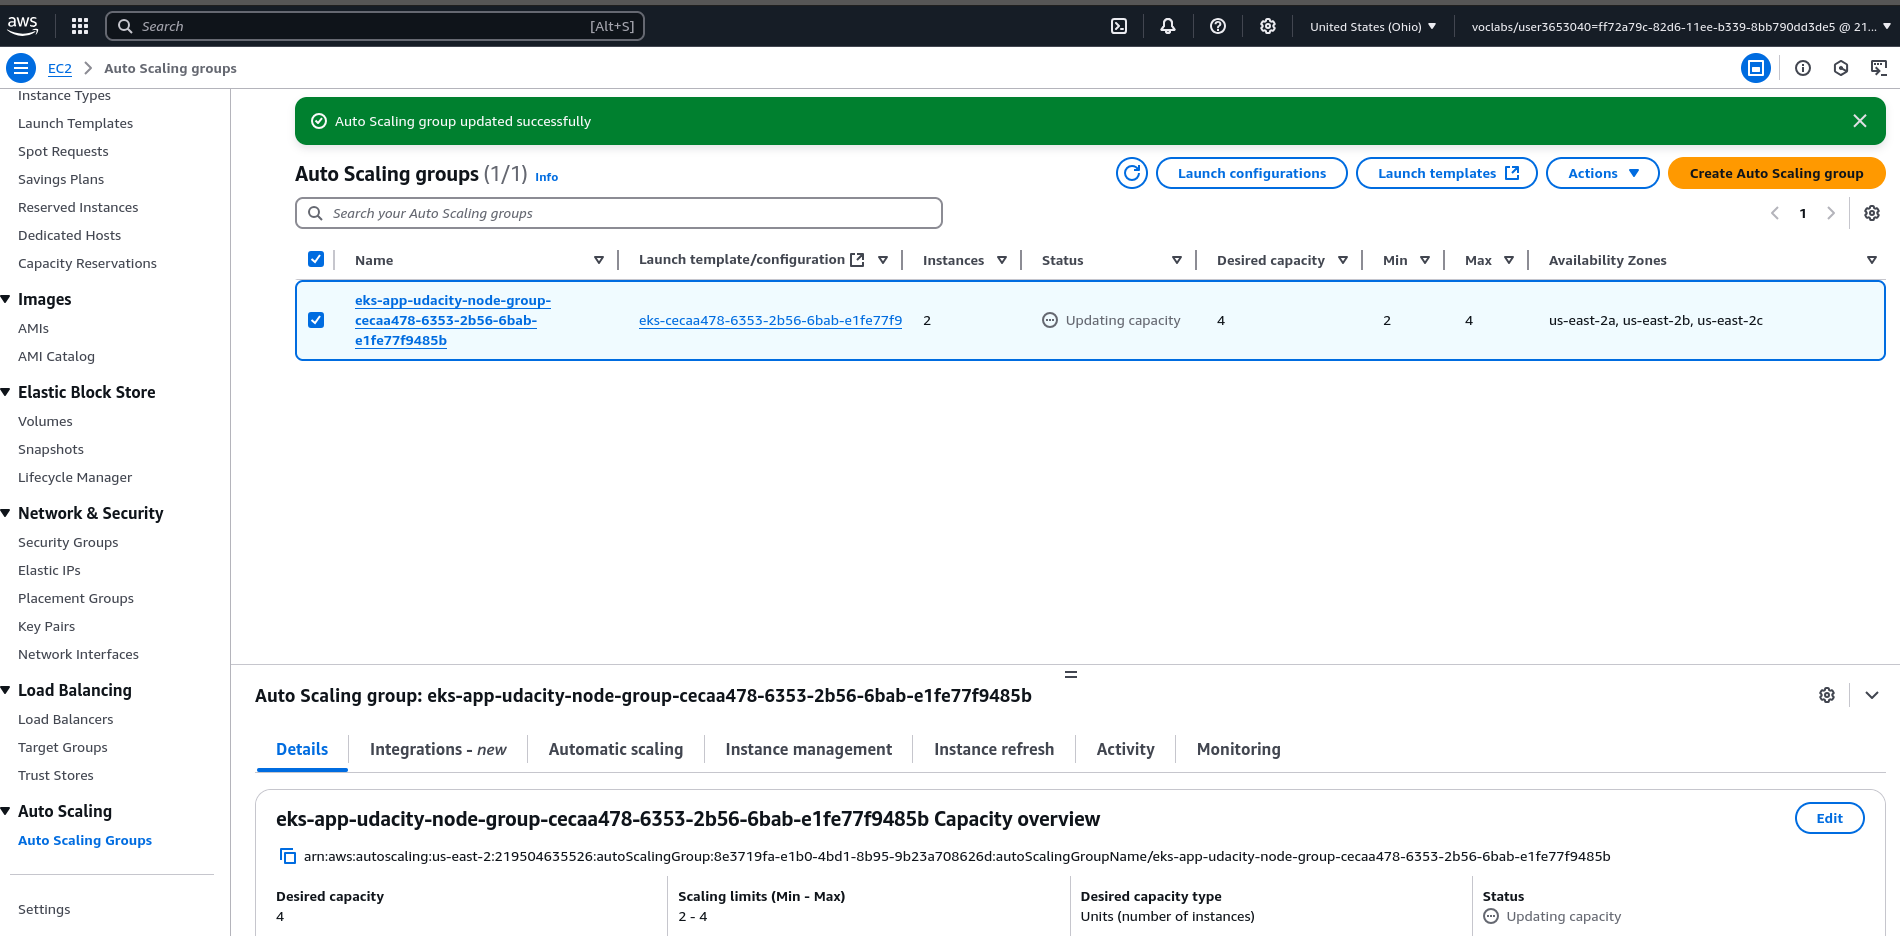 aws
Search [Alt+S]
United States (Ohio)
voclabs/user3653040=ff72a79c-82d6-11ee-b339-8bb790dd3de5 @ 21...
EC2 Auto Scaling groups
Instance Types
Launch Templates
Spot Requests
Savings Plans
Reserved Instances
Dedicated Hosts
Capacity Reservations
Images
AMIs
AMI Catalog
Elastic Block Store
Volumes
Snapshots
Lifecycle Manager
Network & Security
Security Groups
Elastic IPs
Placement Groups
Key Pairs
Network Interfaces
Load Balancing
Load Balancers
Target Groups
Trust Stores
Auto Scaling
Auto Scaling Groups
Settings
Auto Scaling group updated successfully
Auto Scaling groups (1/1) Info
Launch configurations
Launch templates
Actions
Create Auto Scaling group
Search your Auto Scaling groups
1
Name Launch template/configuration Instances Status Desired capacity Min Max Availability Zones
eks-app-udacity-node-group-
cecaa478-6353-2b56-6bab-
e1fe77f9485b
eks-cecaa478-6353-2b56-6bab-e1fe77f9 2 Updating capacity 4 2 4 us-east-2a, us-east-2b, us-east-2c
Auto Scaling group: eks-app-udacity-node-group-cecaa478-6353-2b56-6bab-e1fe77f9485b
Details Integrations - new Automatic scaling Instance management Instance refresh Activity Monitoring
eks-app-udacity-node-group-cecaa478-6353-2b56-6bab-e1fe77f9485b Capacity overview
Edit
arn:aws:autoscaling:us-east-2:219504635526:autoScalingGroup:8e3719fa-e1b0-4bd1-8b95-9b23a708626d:autoScalingGroupName/eks-app-udacity-node-group-cecaa478-6353-2b56-6bab-e1fe77f9485b
Desired capacity
4
Scaling limits (Min - Max)
2 - 4
Desired capacity type
Units (number of instances)
Status
Updating capacity